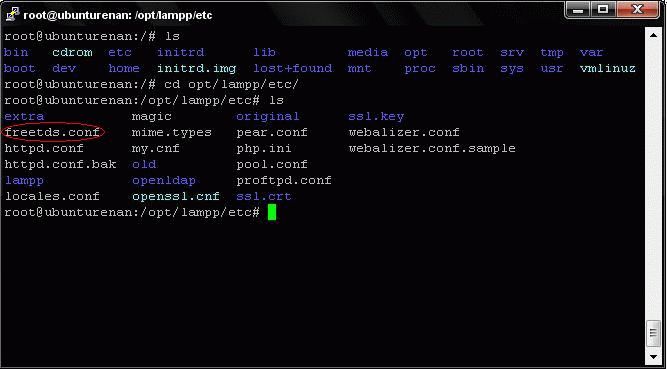 root@ubunturenan: /opt/lampp/etc
root@ubunturenan:/# ls
bin cdrom etc initrd lib media opt root srv tmp var
boot dev home initrd.img lost+found mnt proc sbin sys usr vmlinuz
root@ubunturenan:/# cd opt/lampp/etc/
root@ubunturenan:/opt/lampp/etc# ls
extra magic original ssl.key
freetds.conf mime.types pear.conf webalizer.conf
httpd.conf my.cnf php.ini webalizer.conf.sample
httpd.conf.bak old pool.conf
lampp openldap proftpd.conf
locales.conf openssl.cnf ssl.crt
root@ubunturenan:/opt/lampp/etc#